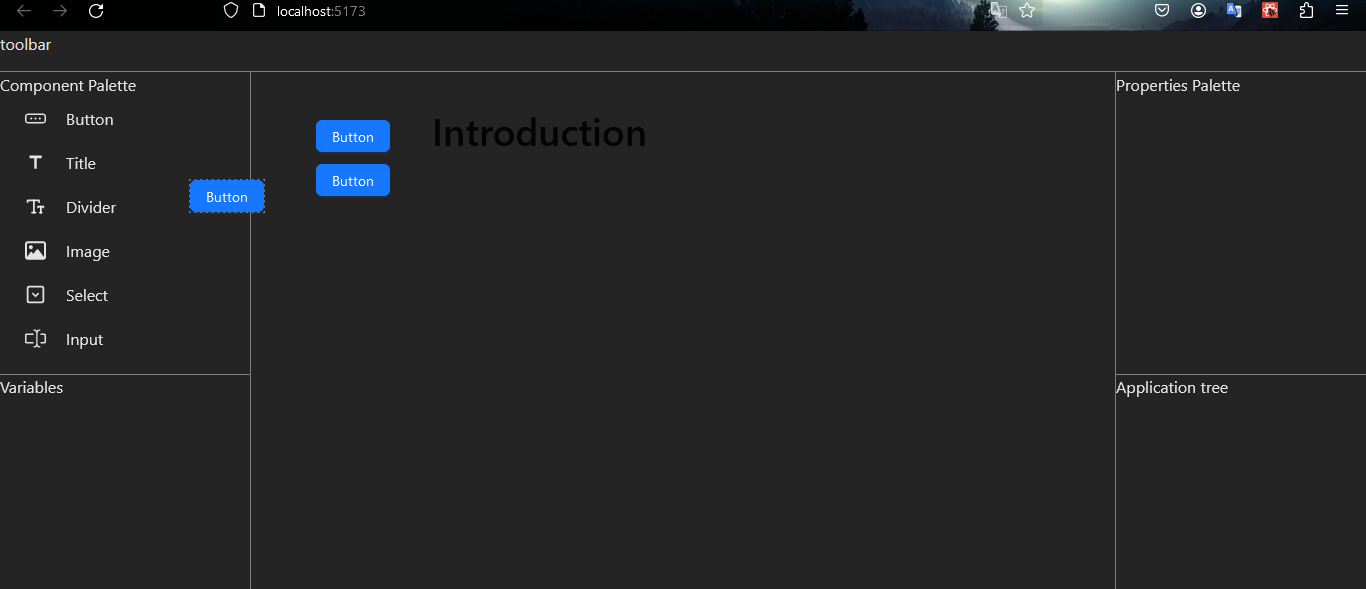 localhost:5173
toolbar
Component Palette
Button
Title
Divider
Image
Select
Input
Variables
Button
Button
Introduction
Button
Properties Palette
Application tree